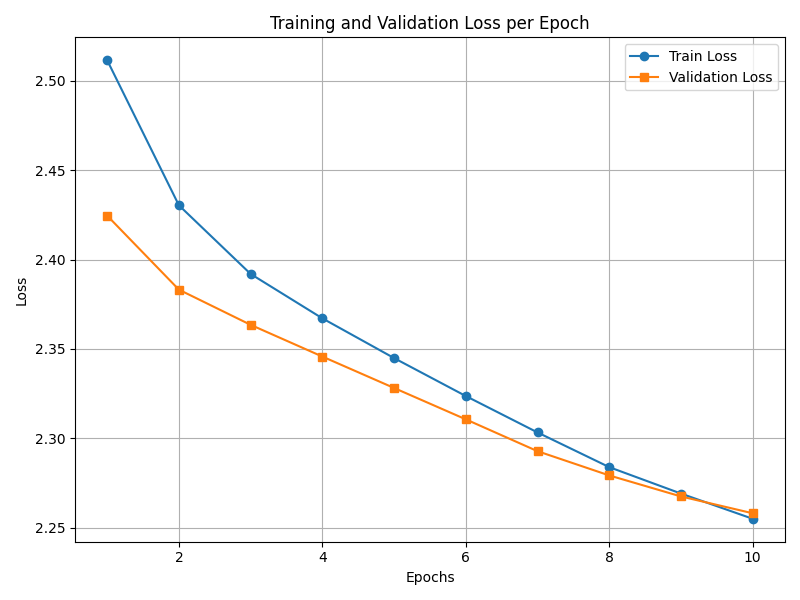 Training and Validation Loss per Epoch
Train Loss
Validation Loss
2.50
2.45
2.40
2.35
2.30
2.25
Loss
2 4 6 8 10
Epochs